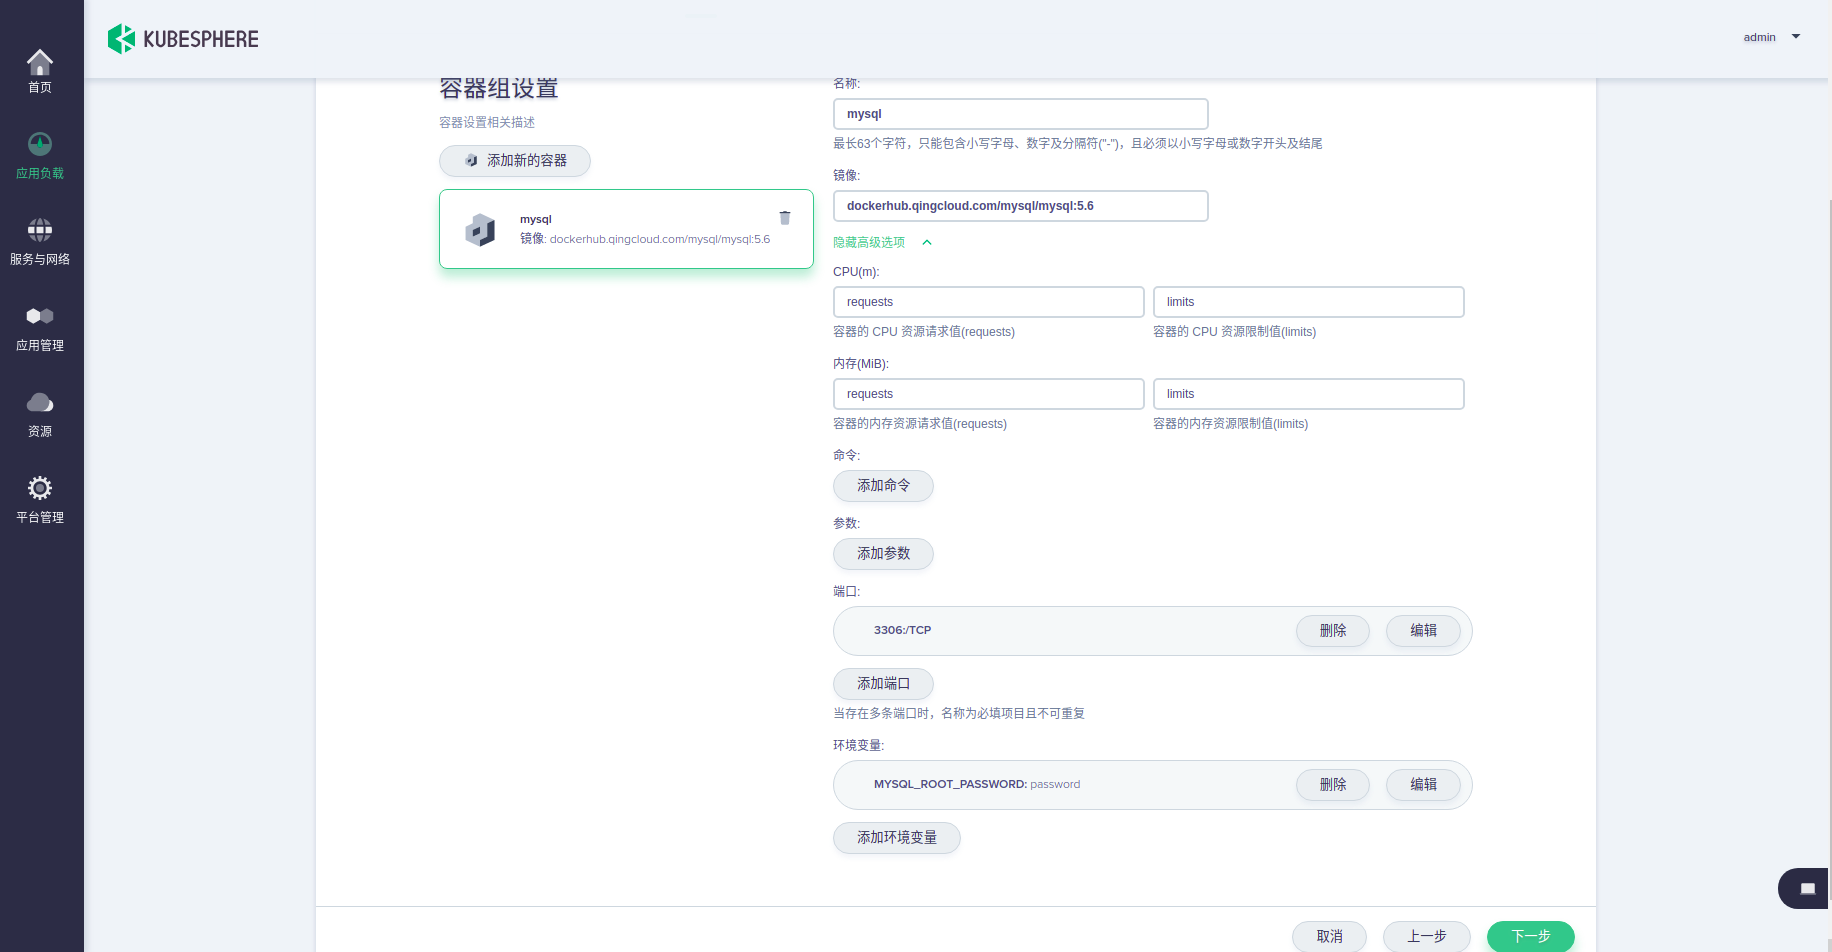 KUBESPHERE
admin
首页
应用负载
服务与网络
应用管理
资源
平台管理
容器组设置
容器设置相关描述
添加新的容器
mysql
镜像: dockerhub.qingcloud.com/mysql/mysql:5.6
名称:
mysql
最长63个字符，只能包含小写字母、数字及分隔符("-")，且必须以小写字母或数字开头及结尾
镜像:
dockerhub.qingcloud.com/mysql/mysql:5.6
隐藏高级选项
CPU(m):
requests limits
容器的 CPU 资源请求值(requests) 容器的 CPU 资源限制值(limits)
内存(MiB):
requests limits
容器的内存资源请求值(requests) 容器的内存资源限制值(limits)
命令:
添加命令
参数:
添加参数
端口:
3306:/TCP 删除 编辑
添加端口
当存在多条端口时，名称为必填项目且不可重复
环境变量:
MYSQL_ROOT_PASSWORD: password 删除 编辑
添加环境变量
取消 上一步 下一步